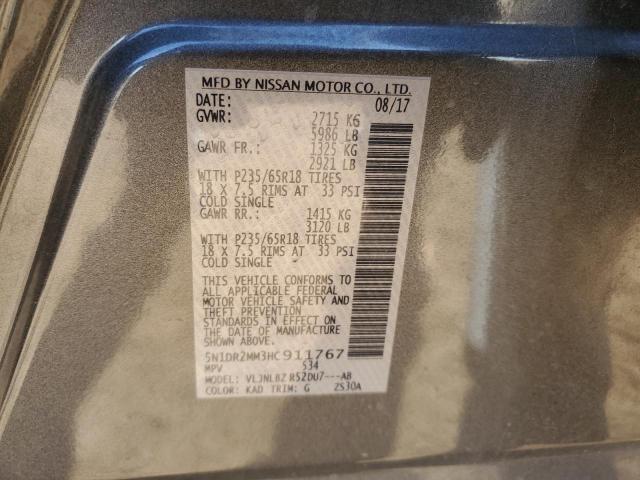 MFD BY NISSAN MOTOR CO., LTD.
DATE: 08/17
GVWR: 2715 KG
5986 LB
GAWR FR.: 1325 KG
2921 LB
WITH P235/65R18 TIRES
18 X 7.5 RIMS AT 33 PSI
COLD SINGLE
GAWR RR.: 1415 KG
3120 LB
WITH P235/65R18 TIRES
18 X 7.5 RIMS AT 33 PSI
COLD SINGLE
THIS VEHICLE CONFORMS TO
ALL APPLICABLE FEDERAL
MOTOR VEHICLE SAFETY AND
THEFT PREVENTION
STANDARDS IN EFFECT ON
THE DATE OF MANUFACTURE
SHOWN ABOVE.
5N1DR2MM3HC911767
MPV 534
MODEL: VLJNLBZ R52DU7---AB
COLOR: KAD TRIM: G ZS30A